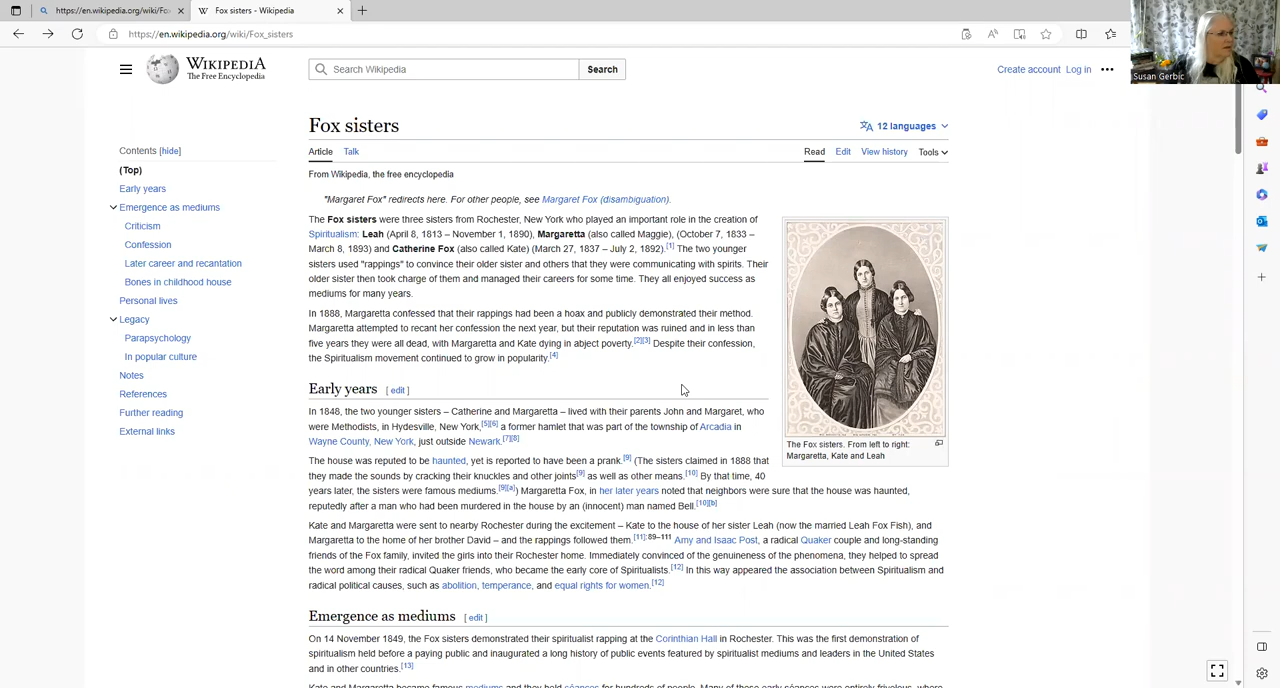 https://en.wikipedia.org/wiki/Fo
Fox sisters - Wikipedia
https://en.wikipedia.org/wiki/Fox_sisters
Susan Gerbic
WIKIPEDIA
The Free Encyclopedia
Search Wikipedia
Search
Create account Log in
Fox sisters
12 languages
Article Talk
Read Edit View history Tools
From Wikipedia, the free encyclopedia
Contents [hide]
(Top)
Early years
Emergence as mediums
Criticism
Confession
Later career and recantation
Bones in childhood house
Personal lives
Legacy
Parapsychology
In popular culture
Notes
References
Further reading
External links
"Margaret Fox" redirects here. For other people, see Margaret Fox (disambiguation).
The Fox sisters were three sisters from Rochester, New York who played an important role in the creation of
Spiritualism: Leah (April 8, 1813 – November 1, 1890), Margaretta (also called Maggie), (October 7, 1833 –
March 8, 1893) and Catherine Fox (also called Kate) (March 27, 1837 – July 2, 1892).[1] The two younger
sisters used "rappings" to convince their older sister and others that they were communicating with spirits. Their
older sister then took charge of them and managed their careers for some time. They all enjoyed success as
mediums for many years.
In 1888, Margaretta confessed that their rappings had been a hoax and publicly demonstrated their method.
Margaretta attempted to recant her confession the next year, but their reputation was ruined and in less than
five years they were all dead, with Margaretta and Kate dying in abject poverty.[2][3] Despite their confession,
the Spiritualism movement continued to grow in popularity.[4]
The Fox sisters. From left to right:
Margaretta, Kate and Leah
Early years [ edit ]
In 1848, the two younger sisters – Catherine and Margaretta – lived with their parents John and Margaret, who
were Methodists, in Hydesville, New York,[5][6] a former hamlet that was part of the township of Arcadia in
Wayne County, New York, just outside Newark.[7][8]
The house was reputed to be haunted, yet is reported to have been a prank.[9] (The sisters claimed in 1888 that
they made the sounds by cracking their knuckles and other joints[9] as well as other means.[10] By that time, 40
years later, the sisters were famous mediums.[9][a]) Margaretta Fox, in her later years noted that neighbors were sure that the house was haunted,
reputedly after a man who had been murdered in the house by an (innocent) man named Bell.[10][b]
Kate and Margaretta were sent to nearby Rochester during the excitement – Kate to the house of her sister Leah (now the married Leah Fox Fish), and
Margaretta to the home of her brother David – and the rappings followed them.[11]: 89–111 Amy and Isaac Post, a radical Quaker couple and long-standing
friends of the Fox family, invited the girls into their Rochester home. Immediately convinced of the genuineness of the phenomena, they helped to spread
the word among their radical Quaker friends, who became the early core of Spiritualists.[12] In this way appeared the association between Spiritualism and
radical political causes, such as abolition, temperance, and equal rights for women.[12]
Emergence as mediums [ edit ]
On 14 November 1849, the Fox sisters demonstrated their spiritualist rapping at the Corinthian Hall in Rochester. This was the first demonstration of
spiritualism held before a paying public and inaugurated a long history of public events featured by spiritualist mediums and leaders in the United States
and in other countries.[13]
Kate and Margaretta became famous mediums and they held séances for hundreds of people. Many of these early séances were entirely frivolous, where